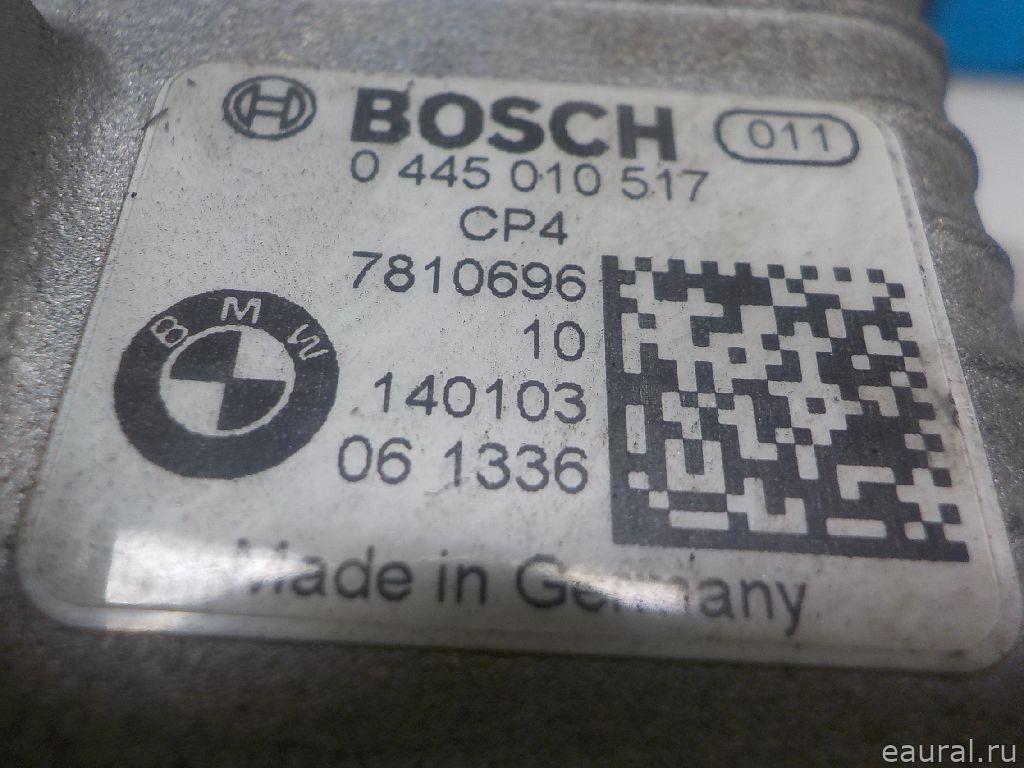 BOSCH 011
0 445 010 517
CP4
7810696
10
140103
06 1336
BMW
Made in Germany
eaural.ru